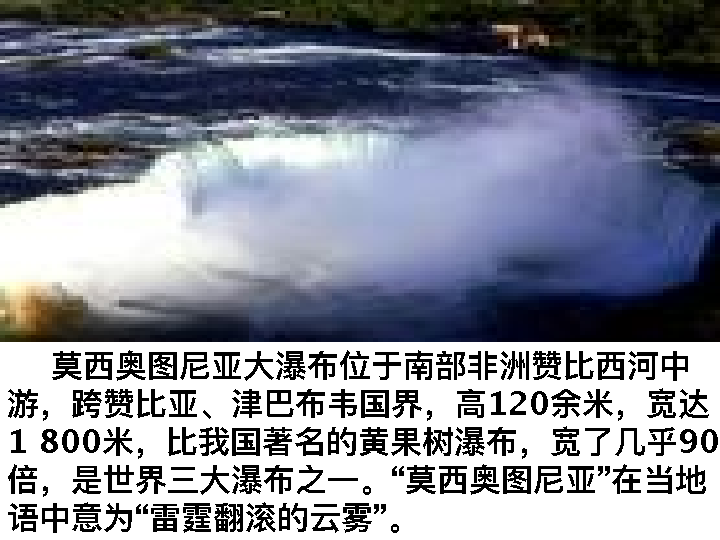 莫西奥图尼亚大瀑布位于南部非洲赞比西河中
游，跨赞比亚、津巴布韦国界，高120余米，宽达
1 800米，比我国著名的黄果树瀑布，宽了几乎90
倍，是世界三大瀑布之一。“莫西奥图尼亚”在当地
语中意为“雷霆翻滚的云雾”。